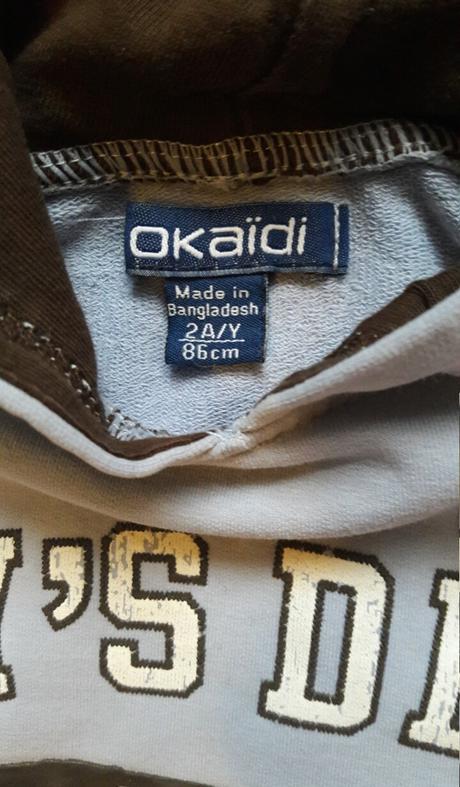 okaïdi
Made in
Bangladesh
2A/Y
86cm
'S D